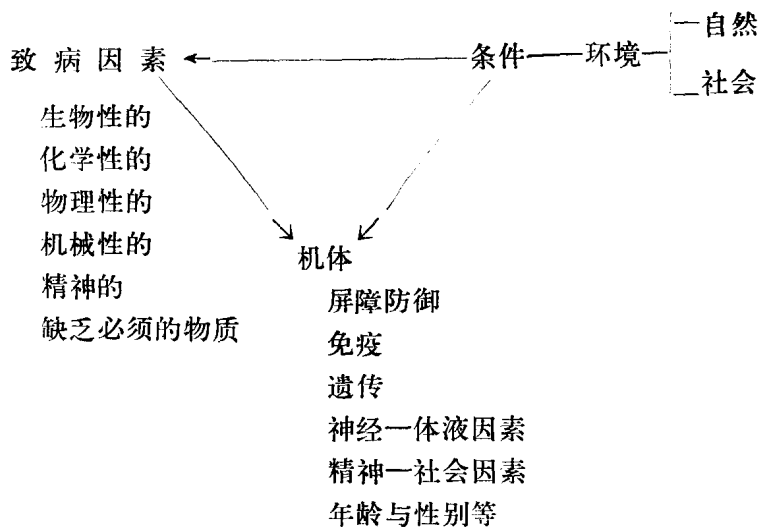 自然
致病因素 条件—环境
社会
生物性的
化学性的
物理性的
机械性的
精神的
缺乏必须的物质
机体
屏障防御
免疫
遗传
神经—体液因素
精神—社会因素
年龄与性别等